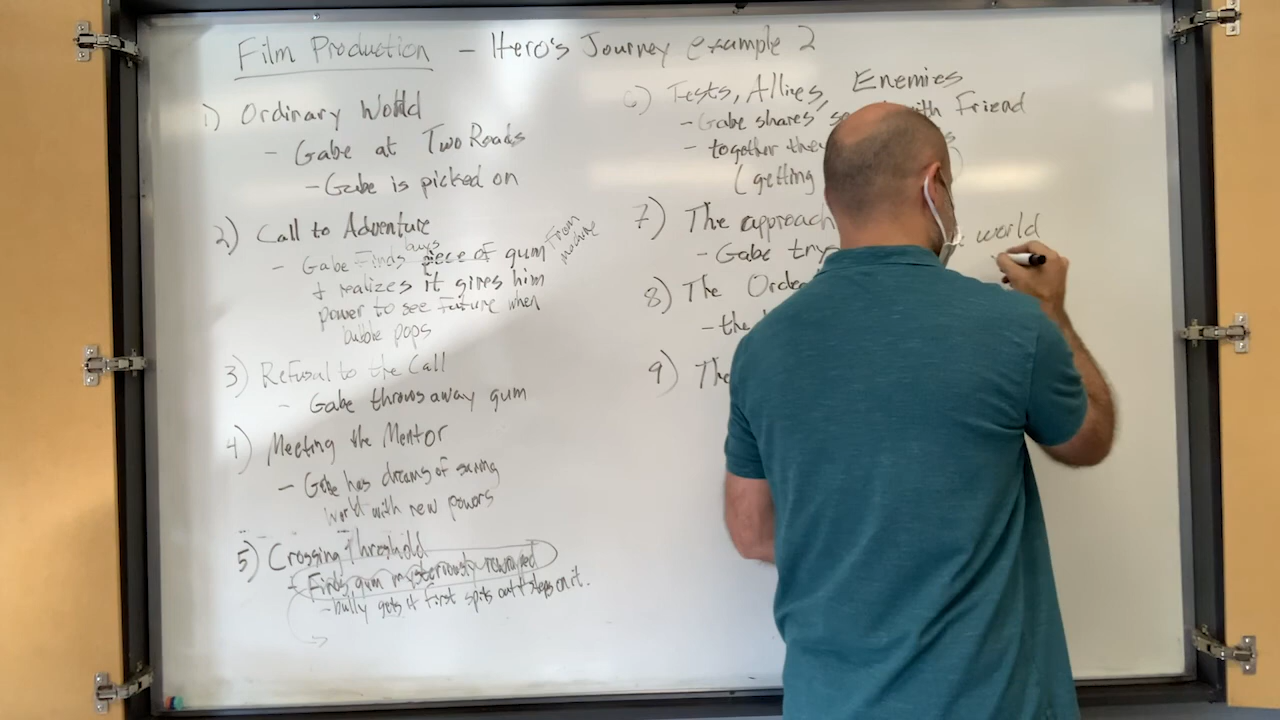 Film Production - Hero's Journey example 2
1) Ordinary World
- Gabe at Two Roads
- Gabe is picked on
2) Call to Adventure
- Gabe Finds buys piece of gum From machine
+ realizes it gives him
power to see Future when
bubble pops
3) Refusal to the Call
- Gabe throws away gum
4) Meeting the Mentor
- Gabe has dreams of saving
world with new powers
5) Crossing Threshold
- Finds gum mysteriously rewrapped
- bully gets it first spits out + steps on it.
6) Tests, Allies, Enemies
- Gabe shares with Friend
- together they
(getting
7) The approach
- Gabe trys world
8) The
- the
9) The